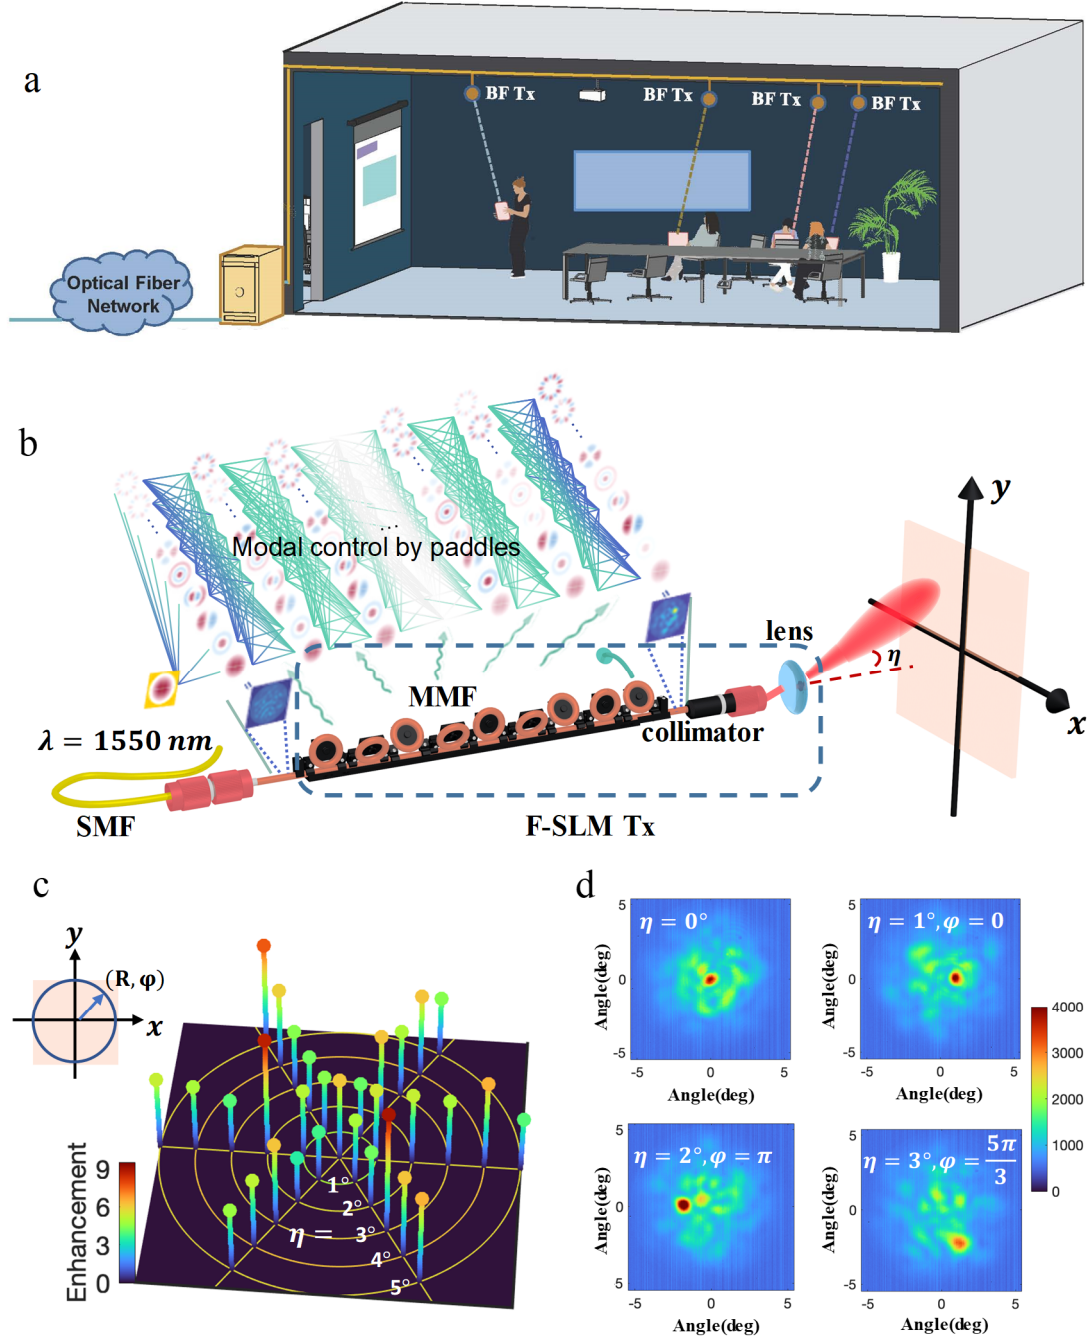 a
BF Tx
BF Tx
BF Tx
BF Tx
Optical Fiber
Network
b
...
Modal control by paddles
y
lens
η
MMF
x
collimator
λ = 1550 nm
SMF
F-SLM Tx
c
y
(R, φ)
x
Enhancement
9
6
3
0
1°
2°
η =
3°
4°
5°
d
η = 0°
Angle(deg)
5
0
-5
-5
0
5
Angle(deg)
η = 1°, φ = 0
Angle(deg)
5
0
-5
-5
0
5
Angle(deg)
4000
3000
2000
1000
0
η = 2°, φ = π
Angle(deg)
5
0
5
-5
0
5
Angle(deg)
η = 3°, φ = 5π/3
Angle(deg)
5
0
-5
-5
0
5
Angle(deg)